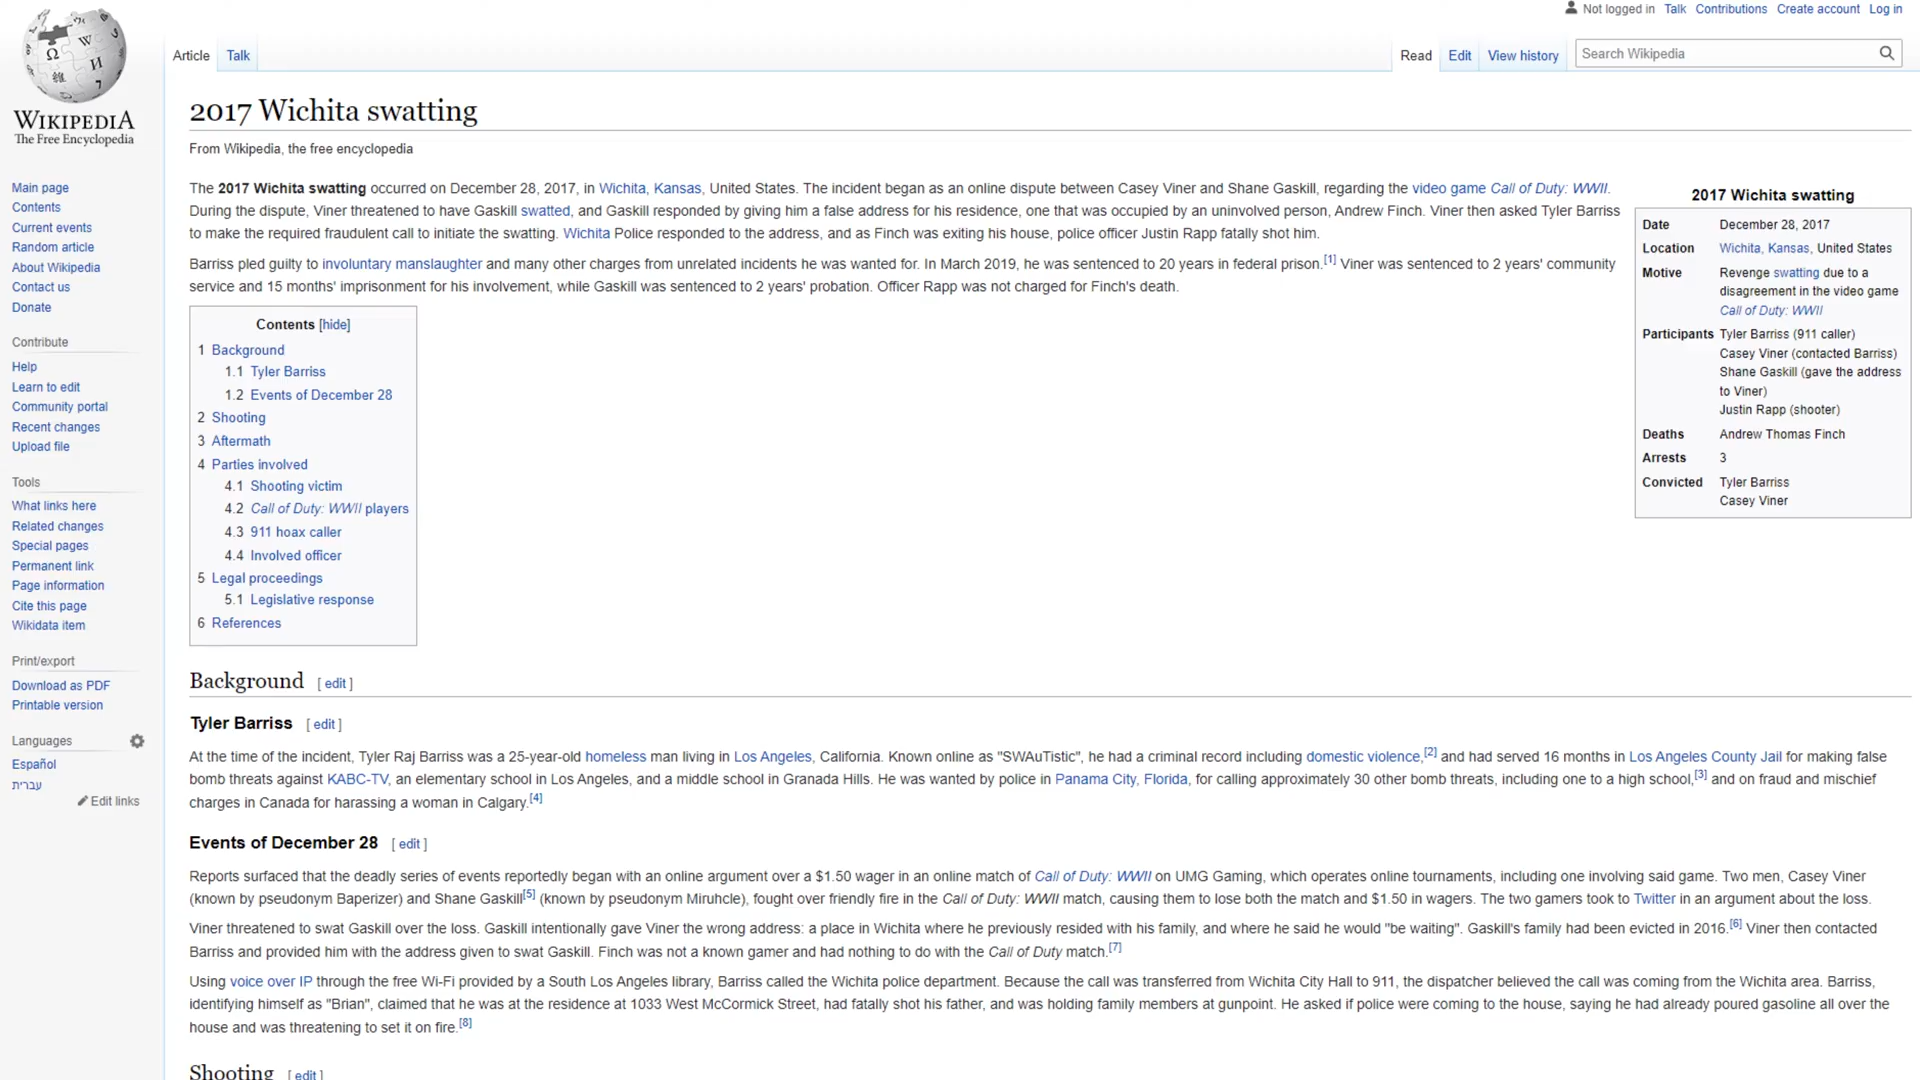 Not logged in Talk Contributions Create account Log in
Article Talk Read Edit View history Search Wikipedia
WIKIPEDIA
The Free Encyclopedia
Main page
Contents
Current events
Random article
About Wikipedia
Contact us
Donate
Contribute
Help
Learn to edit
Community portal
Recent changes
Upload file
Tools
What links here
Related changes
Special pages
Permanent link
Page information
Cite this page
Wikidata item
Print/export
Download as PDF
Printable version
Languages
Español
עברית
Edit links
2017 Wichita swatting
From Wikipedia, the free encyclopedia
The 2017 Wichita swatting occurred on December 28, 2017, in Wichita, Kansas, United States. The incident began as an online dispute between Casey Viner and Shane Gaskill, regarding the video game Call of Duty: WWII.
During the dispute, Viner threatened to have Gaskill swatted, and Gaskill responded by giving him a false address for his residence, one that was occupied by an uninvolved person, Andrew Finch. Viner then asked Tyler Barriss
to make the required fraudulent call to initiate the swatting. Wichita Police responded to the address, and as Finch was exiting his house, police officer Justin Rapp fatally shot him.
Barriss pled guilty to involuntary manslaughter and many other charges from unrelated incidents he was wanted for. In March 2019, he was sentenced to 20 years in federal prison.[1] Viner was sentenced to 2 years' community
service and 15 months' imprisonment for his involvement, while Gaskill was sentenced to 2 years' probation. Officer Rapp was not charged for Finch's death.
2017 Wichita swatting
Date December 28, 2017
Location Wichita, Kansas, United States
Motive Revenge swatting due to a
disagreement in the video game
Call of Duty: WWII
Participants Tyler Barriss (911 caller)
Casey Viner (contacted Barriss)
Shane Gaskill (gave the address
to Viner)
Justin Rapp (shooter)
Deaths Andrew Thomas Finch
Arrests 3
Convicted Tyler Barriss
Casey Viner
Contents [hide]
1 Background
1.1 Tyler Barriss
1.2 Events of December 28
2 Shooting
3 Aftermath
4 Parties involved
4.1 Shooting victim
4.2 Call of Duty: WWII players
4.3 911 hoax caller
4.4 Involved officer
5 Legal proceedings
5.1 Legislative response
6 References
Background [ edit ]
Tyler Barriss [ edit ]
At the time of the incident, Tyler Raj Barriss was a 25-year-old homeless man living in Los Angeles, California. Known online as "SWAuTistic", he had a criminal record including domestic violence,[2] and had served 16 months in Los Angeles County Jail for making false
bomb threats against KABC-TV, an elementary school in Los Angeles, and a middle school in Granada Hills. He was wanted by police in Panama City, Florida, for calling approximately 30 other bomb threats, including one to a high school,[3] and on fraud and mischief
charges in Canada for harassing a woman in Calgary.[4]
Events of December 28 [ edit ]
Reports surfaced that the deadly series of events reportedly began with an online argument over a $1.50 wager in an online match of Call of Duty: WWII on UMG Gaming, which operates online tournaments, including one involving said game. Two men, Casey Viner
(known by pseudonym Baperizer) and Shane Gaskill[5] (known by pseudonym Miruhcle), fought over friendly fire in the Call of Duty: WWII match, causing them to lose both the match and $1.50 in wagers. The two gamers took to Twitter in an argument about the loss.
Viner threatened to swat Gaskill over the loss. Gaskill intentionally gave Viner the wrong address: a place in Wichita where he previously resided with his family, and where he said he would "be waiting". Gaskill's family had been evicted in 2016.[6] Viner then contacted
Barriss and provided him with the address given to swat Gaskill. Finch was not a known gamer and had nothing to do with the Call of Duty match.[7]
Using voice over IP through the free Wi-Fi provided by a South Los Angeles library, Barriss called the Wichita police department. Because the call was transferred from Wichita City Hall to 911, the dispatcher believed the call was coming from the Wichita area. Barriss,
identifying himself as "Brian", claimed that he was at the residence at 1033 West McCormick Street, had fatally shot his father, and was holding family members at gunpoint. He asked if police were coming to the house, saying he had already poured gasoline all over the
house and was threatening to set it on fire.[8]
Shooting [ edit ]